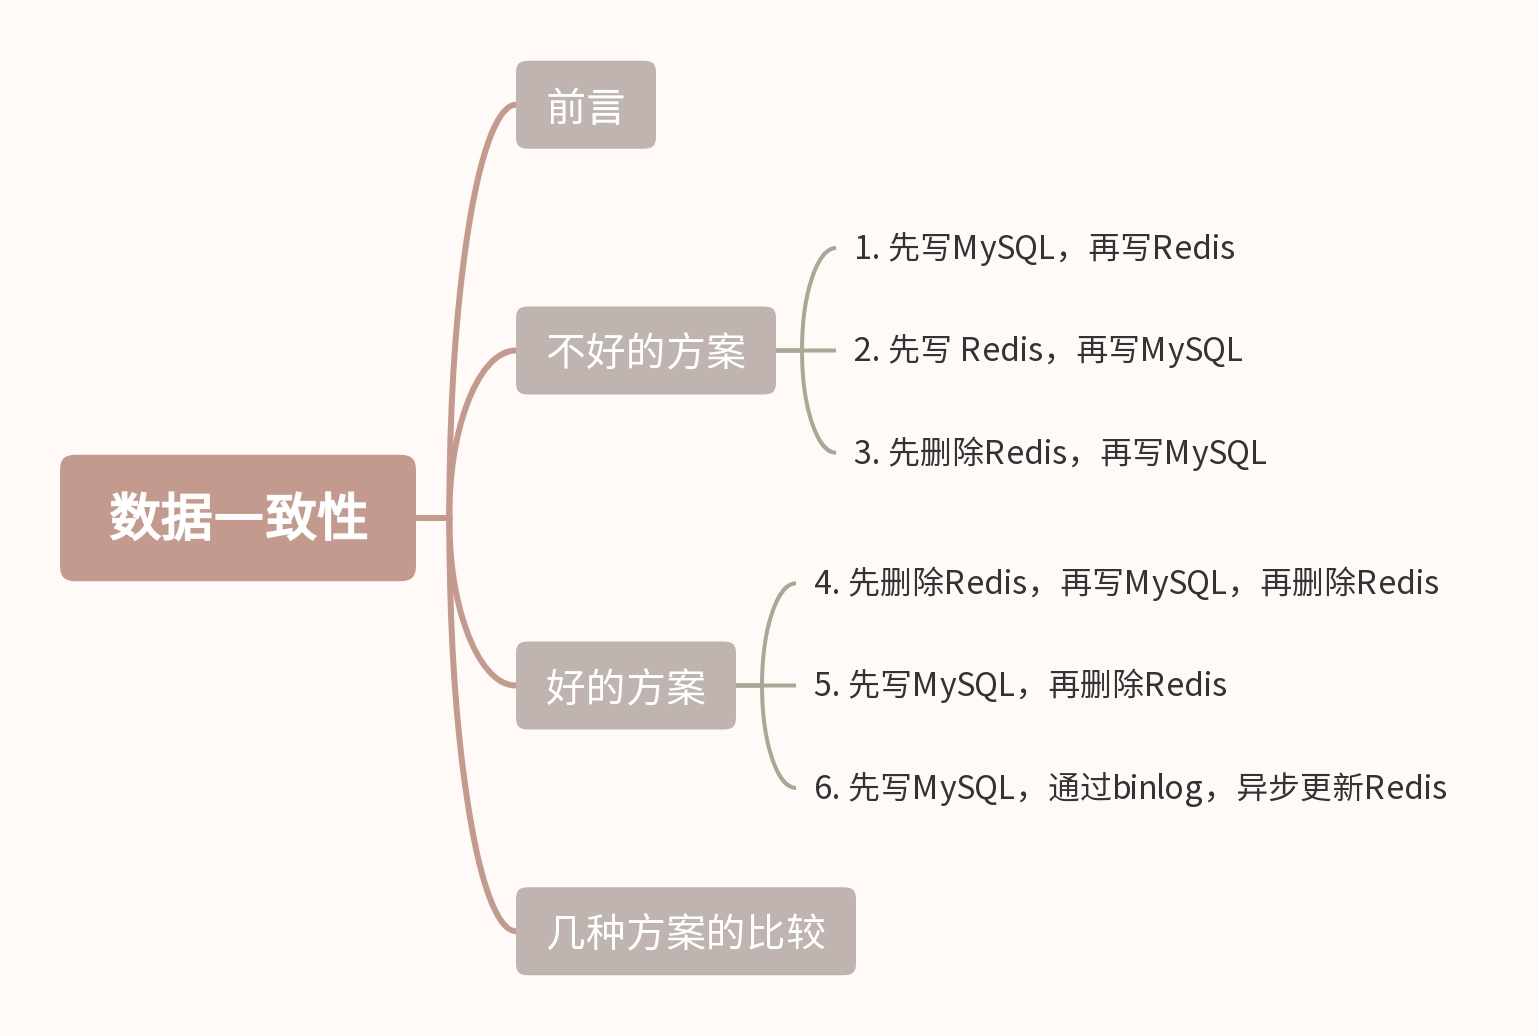 数据一致性
前言
不好的方案
1. 先写MySQL，再写Redis
2. 先写 Redis，再写MySQL
3. 先删除Redis，再写MySQL
好的方案
4. 先删除Redis，再写MySQL，再删除Redis
5. 先写MySQL，再删除Redis
6. 先写MySQL，通过binlog，异步更新Redis
几种方案的比较